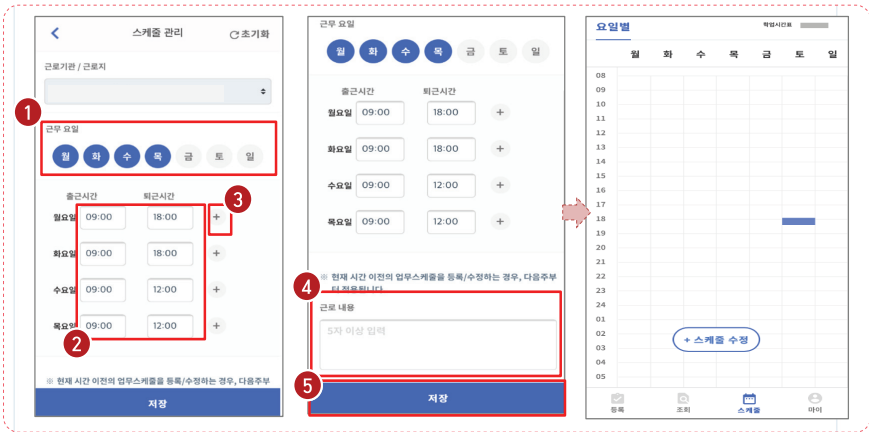 스케줄 관리
초기화
근로기관 / 근로지
1
근무 요일
월 화 수 목 금 토 일
출근시간 퇴근시간
3
월요일 09:00 18:00 +
화요일 09:00 18:00 +
수요일 09:00 12:00 +
목요일 09:00 12:00 +
2
※ 현재 시간 이전의 업무스케줄을 등록/수정하는 경우, 다음주부
저장
근무 요일
월 화 수 목 금 토 일
출근시간 퇴근시간
월요일 09:00 18:00 +
화요일 09:00 18:00 +
수요일 09:00 12:00 +
목요일 09:00 12:00 +
※ 현재 시간 이전의 업무스케줄을 등록/수정하는 경우, 다음주부
터 적용됩니다
4
근로 내용
5자 이상 입력
5
저장
요일별
학업시간표
월 화 수 목 금 토 일
08
09
10
11
12
13
14
15
16
17
18
19
20
21
22
23
24
01
02
03
04
05
+ 스케줄 수정
등록 조회 스케줄 마이